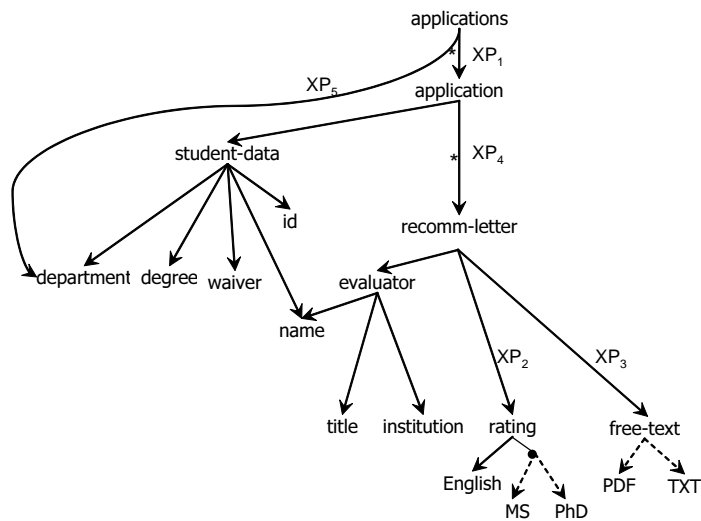 applications
* XP1
XP5
application
student-data
* XP4
id
recomm-letter
department degree waiver evaluator
name
XP2 XP3
title institution rating free-text
English PDF TXT
MS PhD